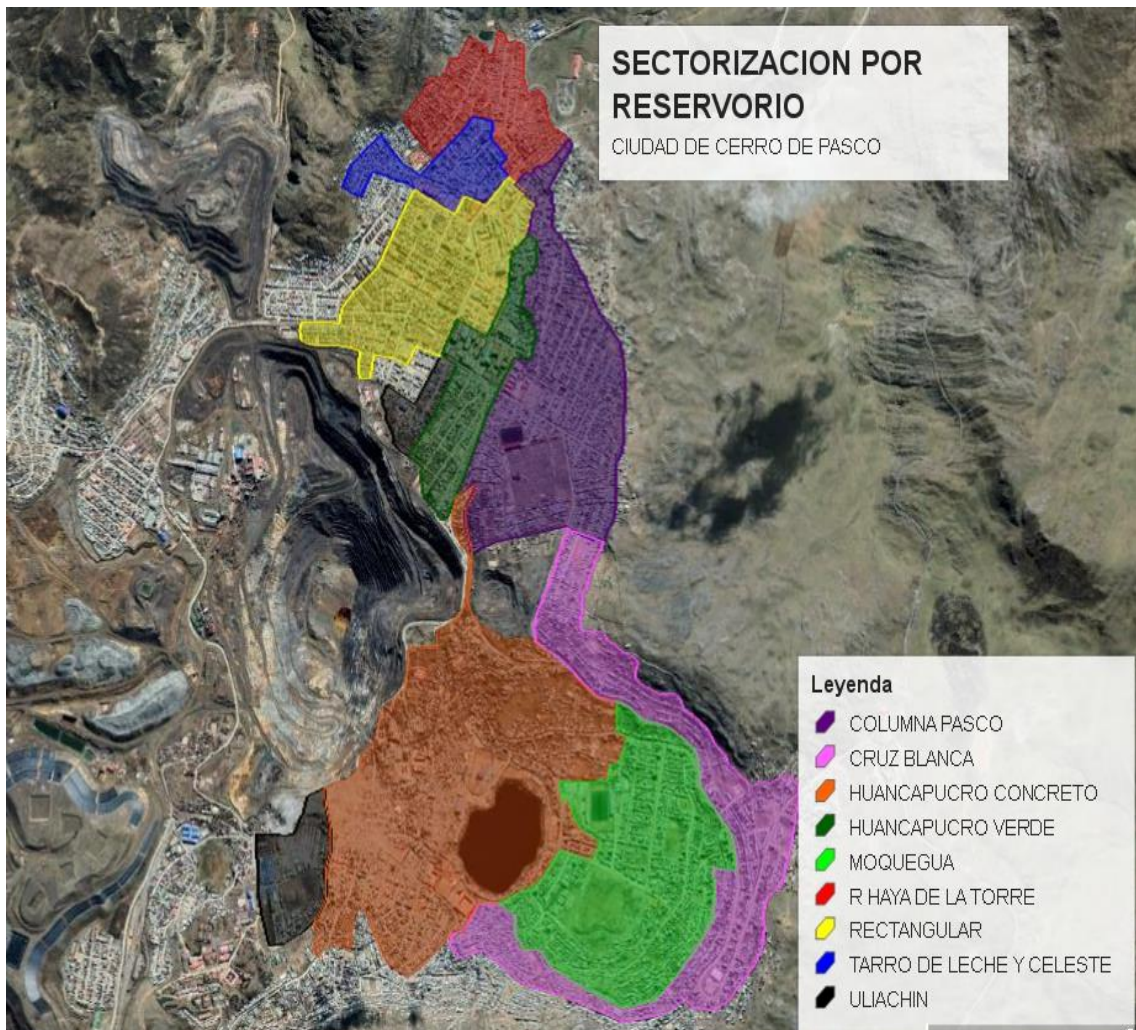 SECTORIZACION POR
RESERVORIO
CIUDAD DE CERRO DE PASCO
Leyenda
COLUMNA PASCO
CRUZ BLANCA
HUANCAPUCRO CONCRETO
HUANCAPUCRO VERDE
MOQUEGUA
R HAYA DE LA TORRE
RECTANGULAR
TARRO DE LECHE Y CELESTE
ULIACHIN